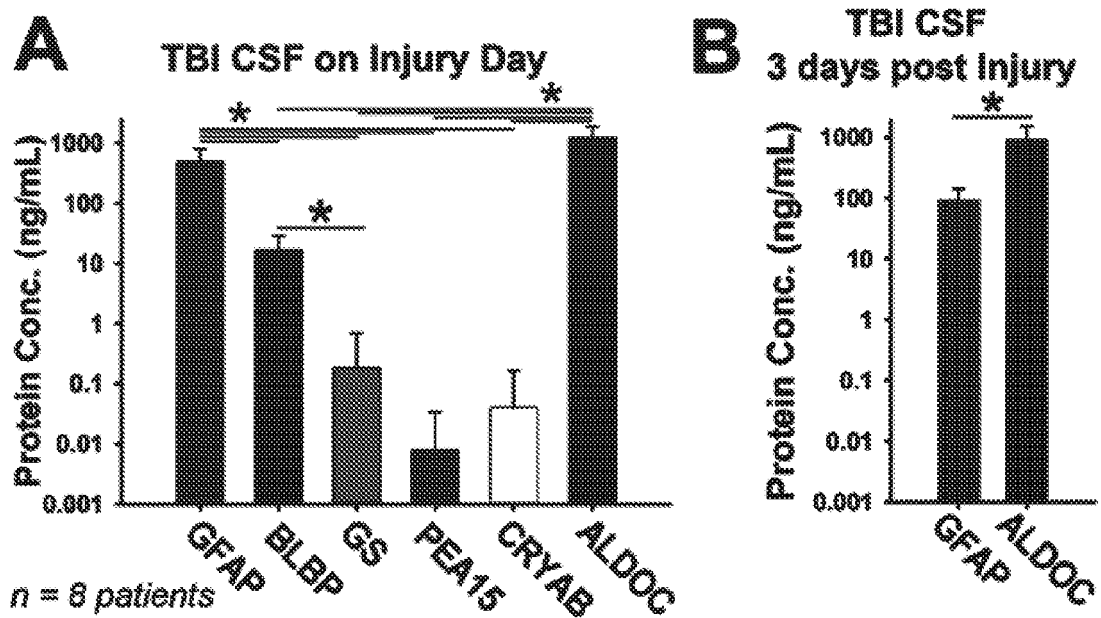 A
TBI CSF on Injury Day
*
*
*
Protein Conc. (ng/mL)
1000
100
10
1
0.1
0.01
0.001
GFAP
BLBP
GS
PEA15
CRYAB
ALDOC
n = 8 patients
B
TBI CSF
3 days post Injury
*
Protein Conc. (ng/mL)
1000
100
10
1
0.1
0.01
0.001
GFAP
ALDOC